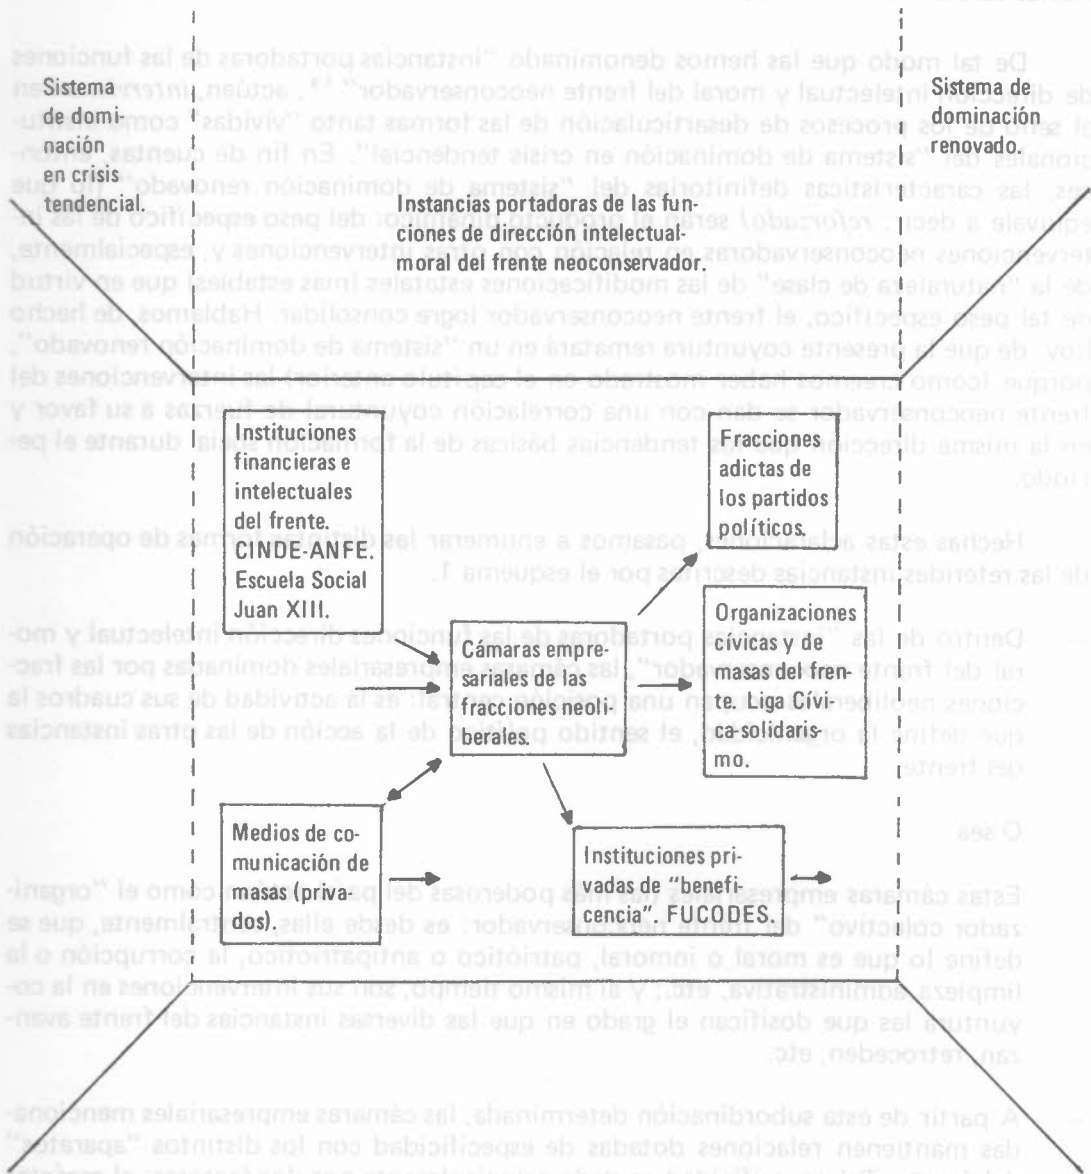 Sistema
de domi-
nación
en crisis
tendencial.
Instancias portadoras de las fun-
ciones de dirección intelectual-
moral del frente neoconservador.
Sistema de
dominación
renovado.
Instituciones
financieras e
intelectuales
del frente.
CINDE-ANFE.
Escuela Social
Juan XIII.
Fracciones
adictas de
los partidos
políticos.
Cámaras empre-
sariales de las
fracciones neoli-
berales.
Organizaciones
cívicas y de
masas del fren-
te. Liga Cívi-
ca-solidaris-
mo.
Medios de co-
municación de
masas (priva-
dos).
Instituciones pri-
vadas de “benefi-
cencia” FUCODES.